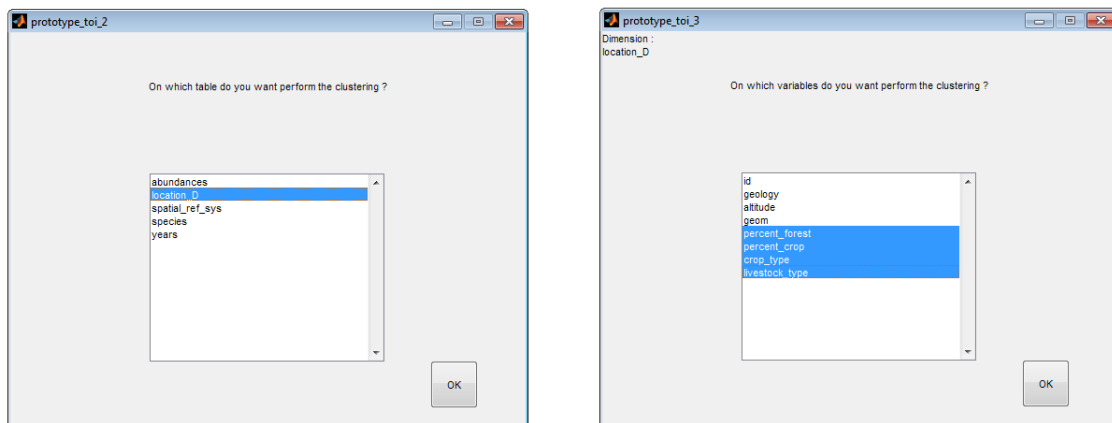 prototype_toi_2
On which table do you want perform the clustering ?
abundances
location_D
spatial_ref_sys
species
years
OK
prototype_toi_3
Dimension :
location_D
On which variables do you want perform the clustering ?
id
geology
altitude
geom
percent_forest
percent_crop
crop_type
livestock_type
OK